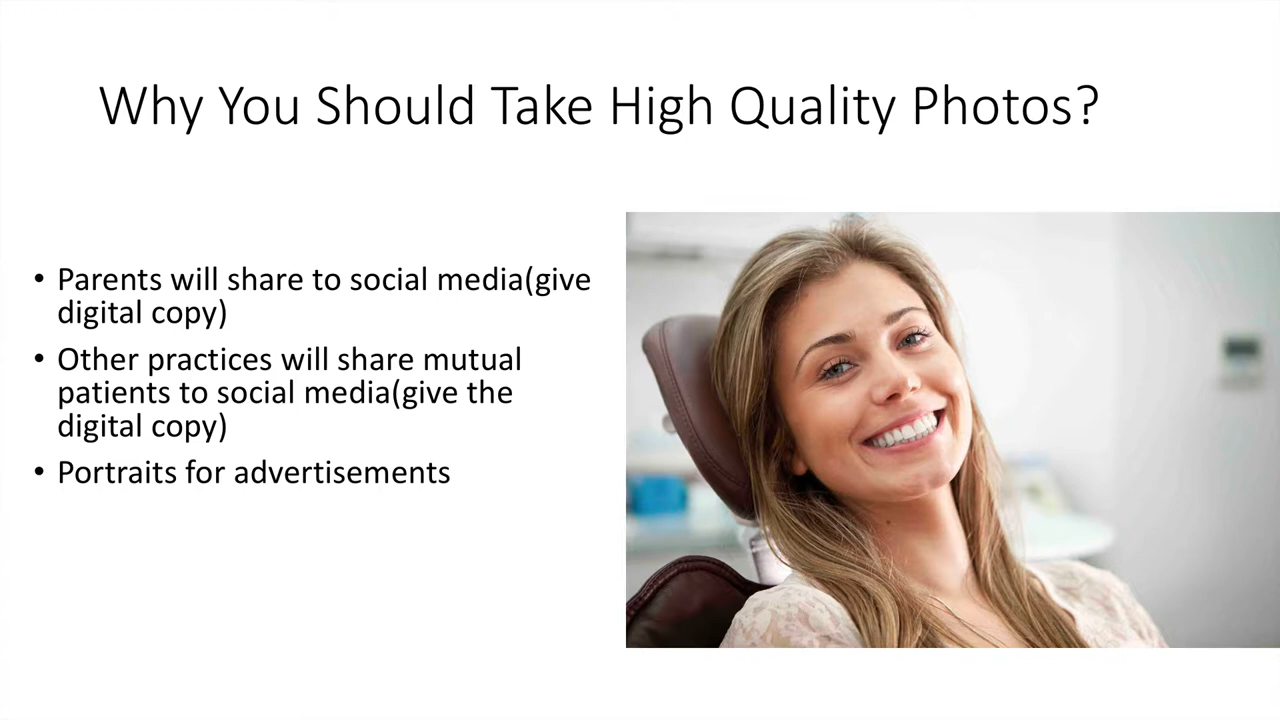 Why You Should Take High Quality Photos?
• Parents will share to social media(give
digital copy)
• Other practices will share mutual
patients to social media(give the
digital copy)
• Portraits for advertisements